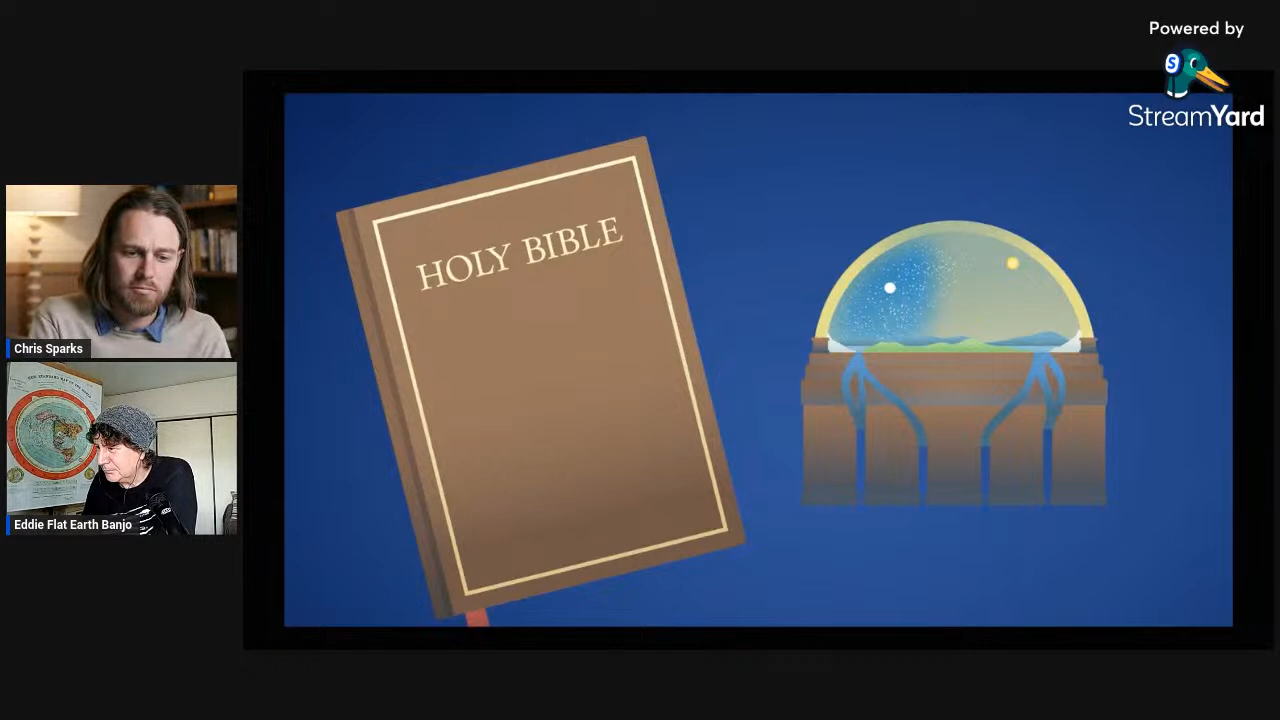 Powered by
S
StreamYard
HOLY BIBLE
Chris Sparks
Eddie Flat Earth Banjo